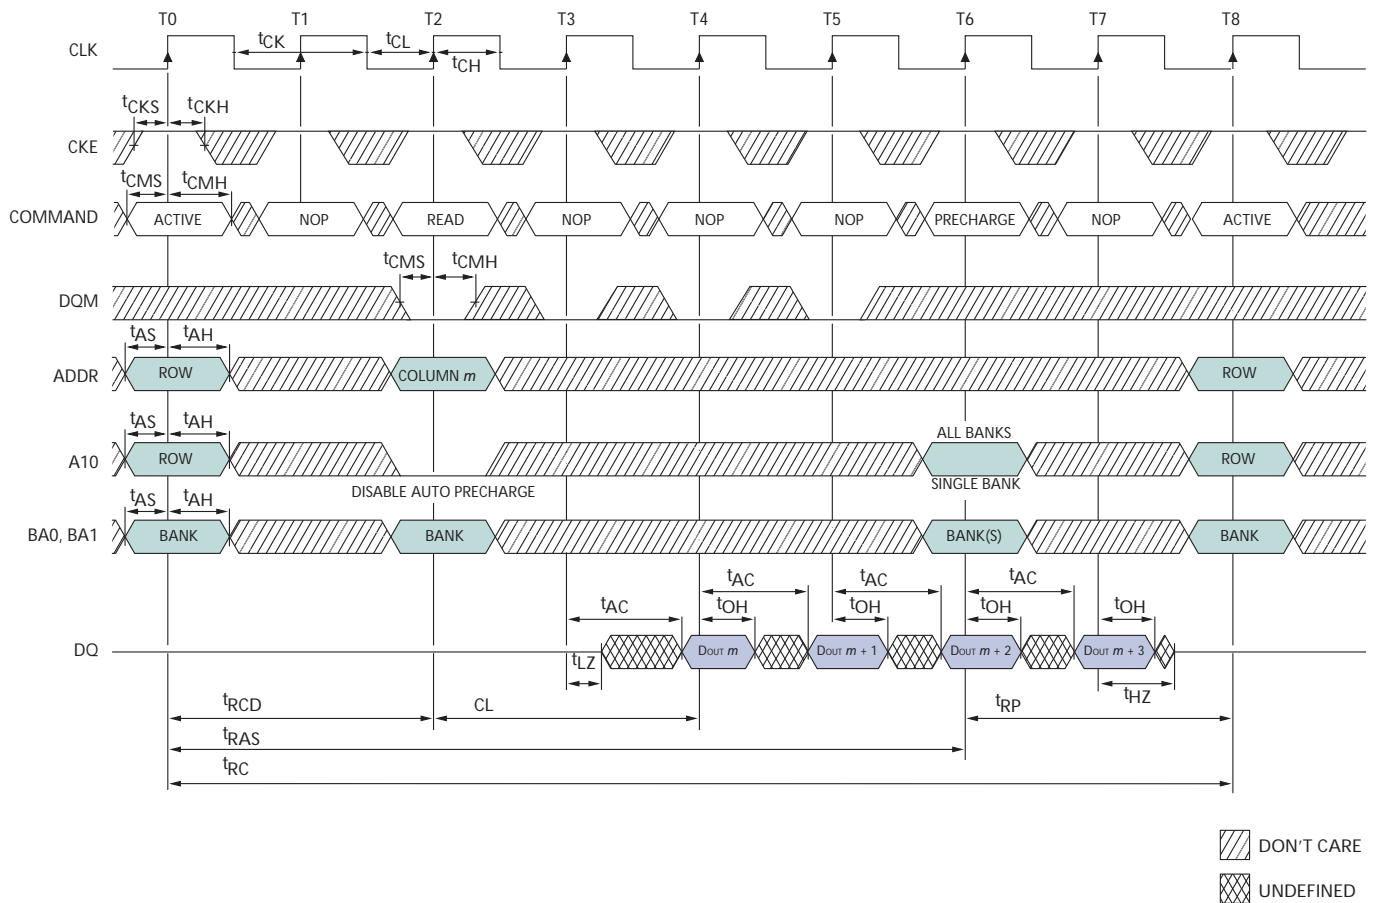 T0 T1 T2 T3 T4 T5 T6 T7 T8
CLK
tCK tCL
tCH
tCKS tCKH
CKE
tCMS tCMH
COMMAND ACTIVE NOP READ NOP NOP NOP PRECHARGE NOP ACTIVE
tCMS tCMH
DQM
tAS tAH
ADDR ROW COLUMN m ROW
tAS tAH
ALL BANKS
A10 ROW ROW
DISABLE AUTO PRECHARGE
SINGLE BANK
tAS tAH
BA0, BA1 BANK BANK BANK(S) BANK
tAC tAC tAC
tAC tOH tOH tOH tOH
DQ DOUT m DOUT m + 1 DOUT m + 2 DOUT m + 3
tLZ
tHZ
tRCD CL tRP
tRAS
tRC
DON'T CARE
UNDEFINED